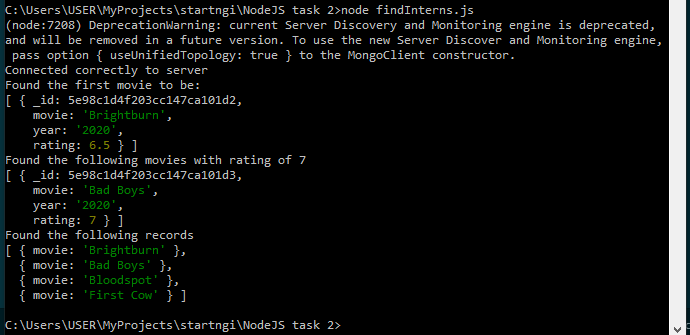 C:\Users\USER\MyProjects\startngi\NodeJS task 2>node findInterns.js
(node:7208) DeprecationWarning: current Server Discovery and Monitoring engine is deprecated,
and will be removed in a future version. To use the new Server Discover and Monitoring engine,
 pass option { useUnifiedTopology: true } to the MongoClient constructor.
Connected correctly to server
Found the first movie to be:
[ { _id: 5e98c1d4f203cc147ca101d2,
    movie: 'Brightburn',
    year: '2020',
    rating: 6.5 } ]
Found the following movies with rating of 7
[ { _id: 5e98c1d4f203cc147ca101d3,
    movie: 'Bad Boys',
    year: '2020',
    rating: 7 } ]
Found the following records
[ { movie: 'Brightburn' },
  { movie: 'Bad Boys' },
  { movie: 'Bloodspot' },
  { movie: 'First Cow' } ]
C:\Users\USER\MyProjects\startngi\NodeJS task 2>